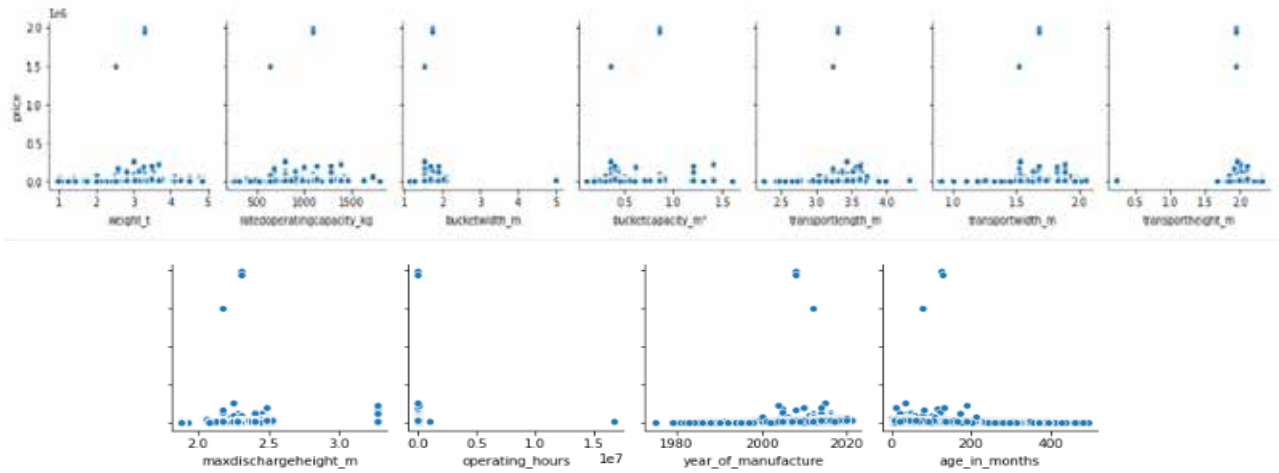 1e6
2.0
1.5
1.0
0.5
0.0
price
1 2 3 4 5
500 1000 1500
1 2 3 4 5
0.5 1.0 1.5
2.5 3.0 3.5 4.0
1.0 1.5 2.0
0.5 1.0 1.5 2.0
weight_t
ratedoperatingcapacity_kg
bucketwidth_m
bucketcapacity_m³
transportlength_m
transportwidth_m
transportheight_m
2.0 2.5 3.0
0.0 0.5 1.0 1.5
1e7
1980 2000 2020
0 200 400
maxdischargeheight_m
operating_hours
year_of_manufacture
age_in_months